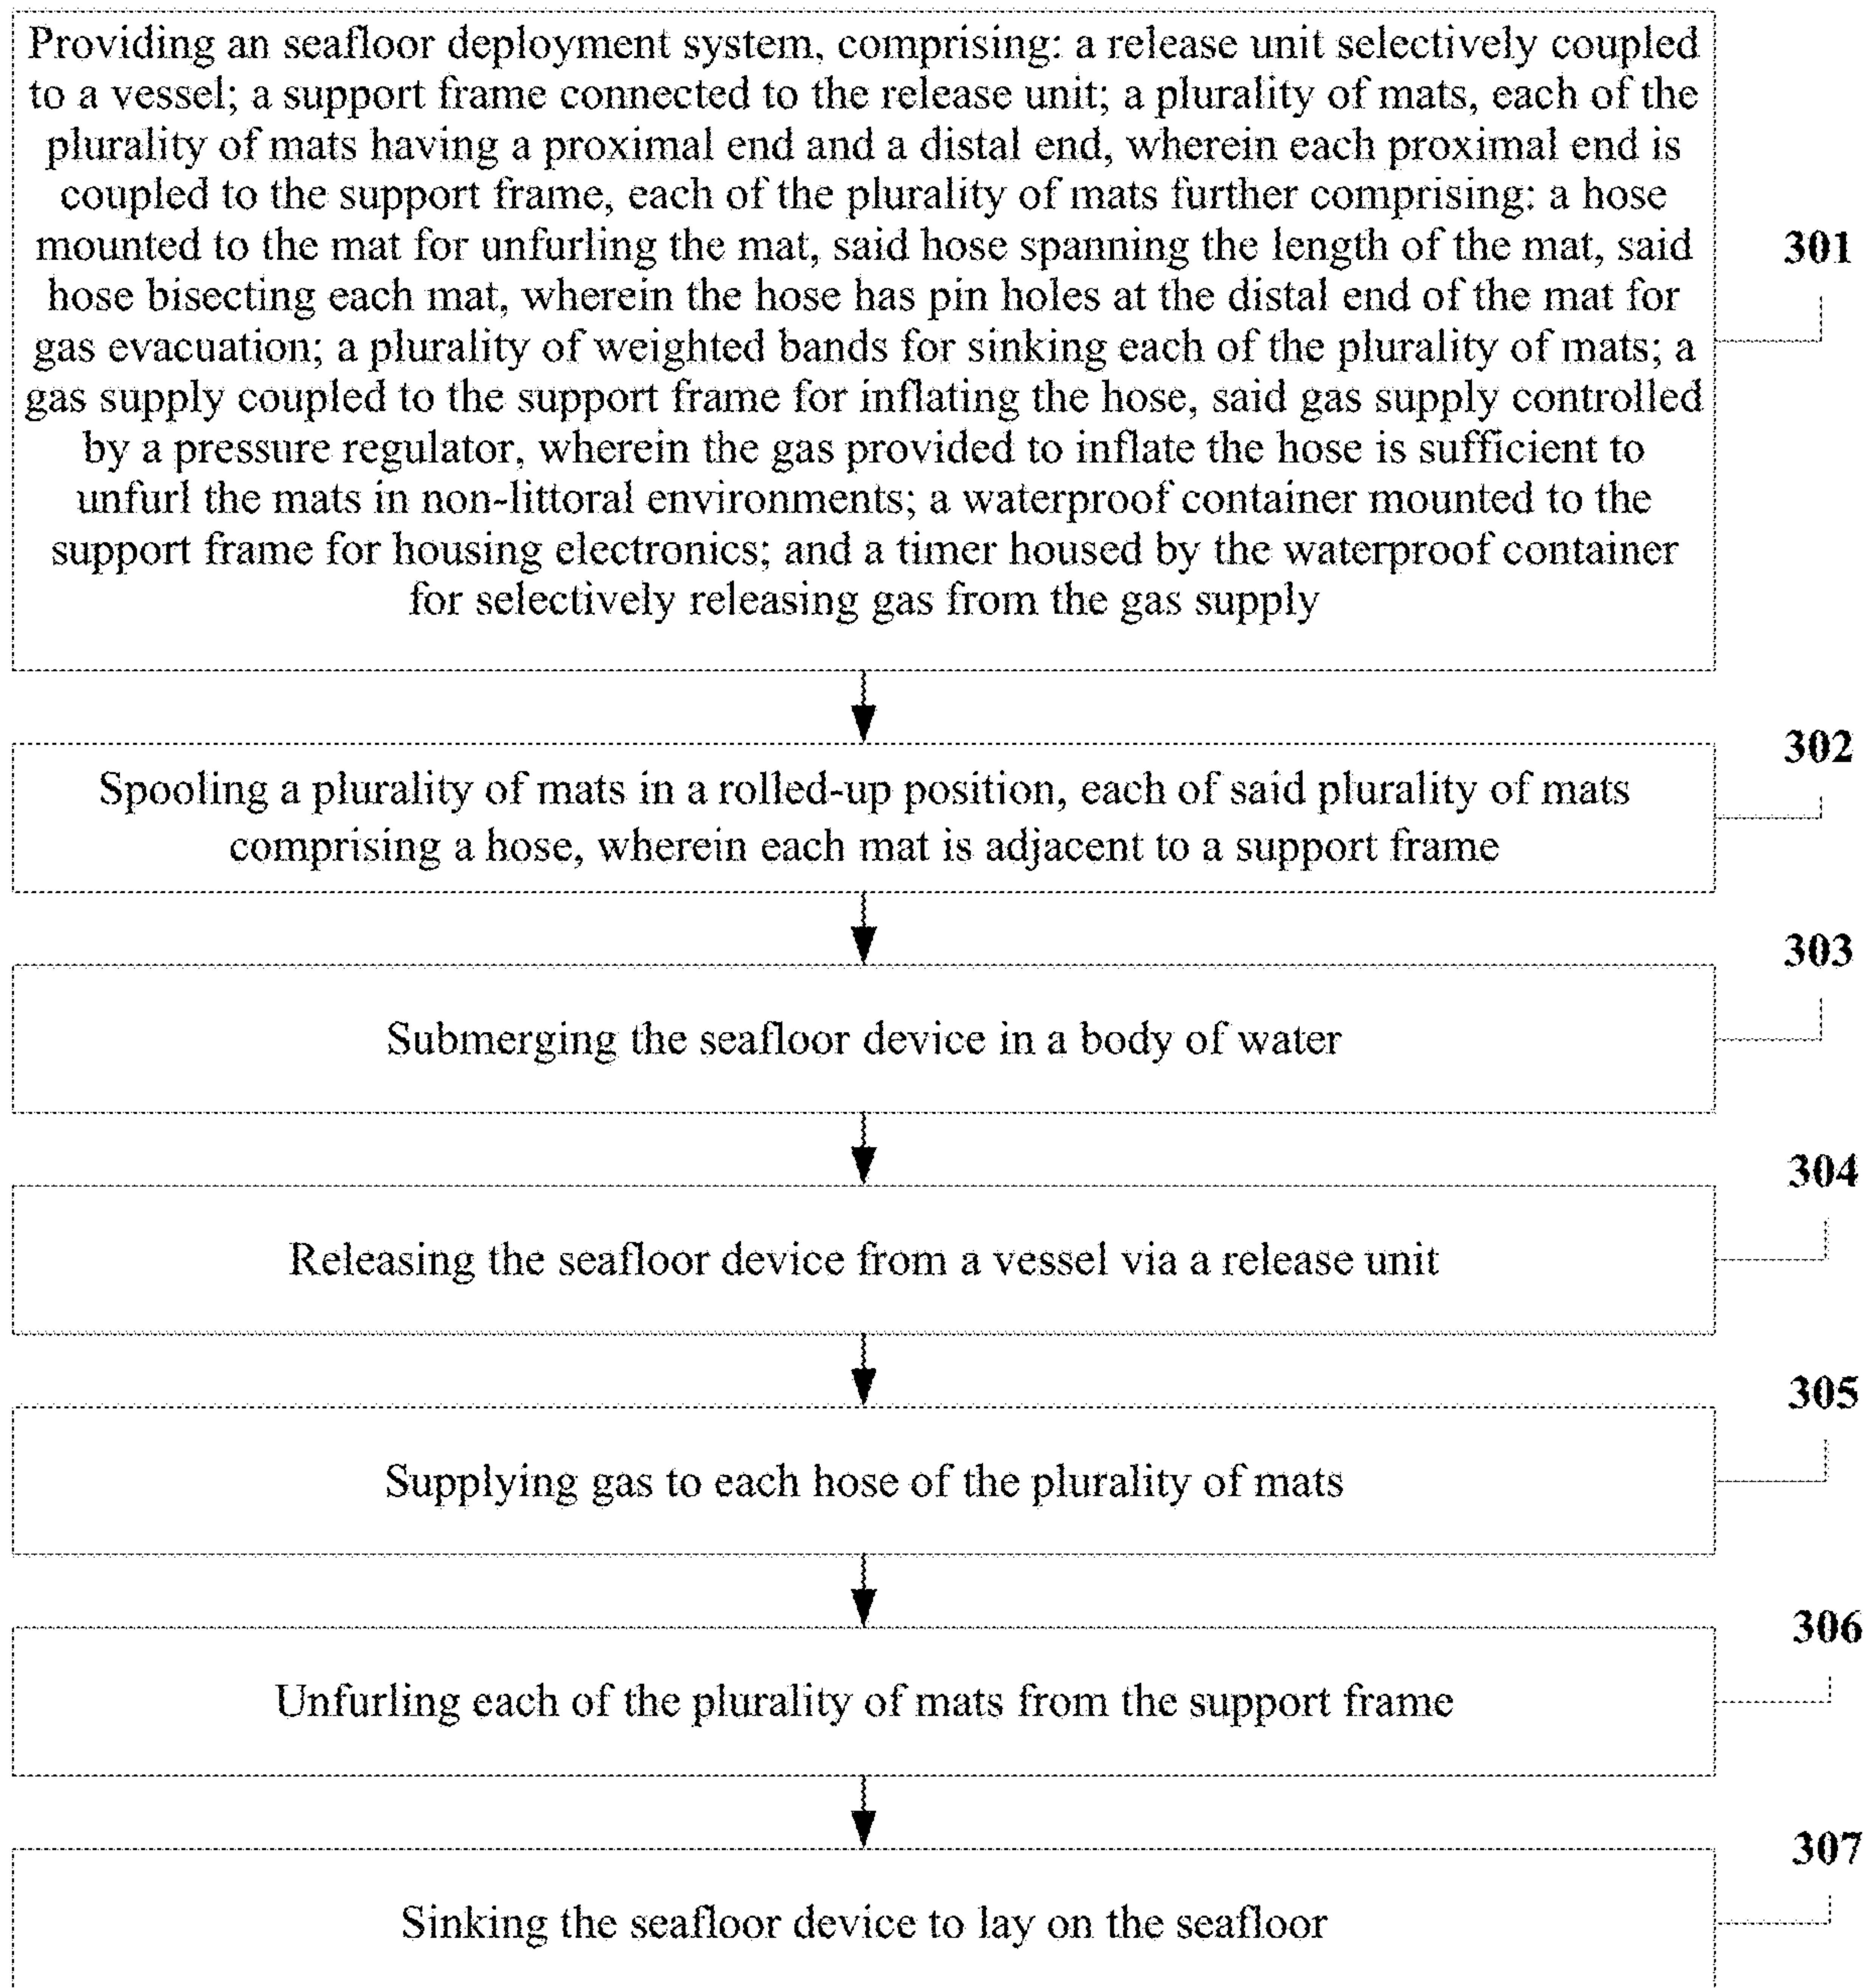 Providing an seafloor deployment system, comprising: a release unit selectively coupled
to a vessel; a support frame connected to the release unit; a plurality of mats, each of the
plurality of mats having a proximal end and a distal end, wherein each proximal end is
coupled to the support frame, each of the plurality of mats further comprising: a hose
mounted to the mat for unfurling the mat, said hose spanning the length of the mat, said
hose bisecting each mat, wherein the hose has pin holes at the distal end of the mat for
gas evacuation; a plurality of weighted bands for sinking each of the plurality of mats; a
gas supply coupled to the support frame for inflating the hose, said gas supply controlled
by a pressure regulator, wherein the gas provided to inflate the hose is sufficient to
unfurl the mats in non-littoral environments; a waterproof container mounted to the
support frame for housing electronics; and a timer housed by the waterproof container
for selectively releasing gas from the gas supply
301
302
Spooling a plurality of mats in a rolled-up position, each of said plurality of mats
comprising a hose, wherein each mat is adjacent to a support frame
303
Submerging the seafloor device in a body of water
304
Releasing the seafloor device from a vessel via a release unit
305
Supplying gas to each hose of the plurality of mats
306
Unfurling each of the plurality of mats from the support frame
307
Sinking the seafloor device to lay on the seafloor